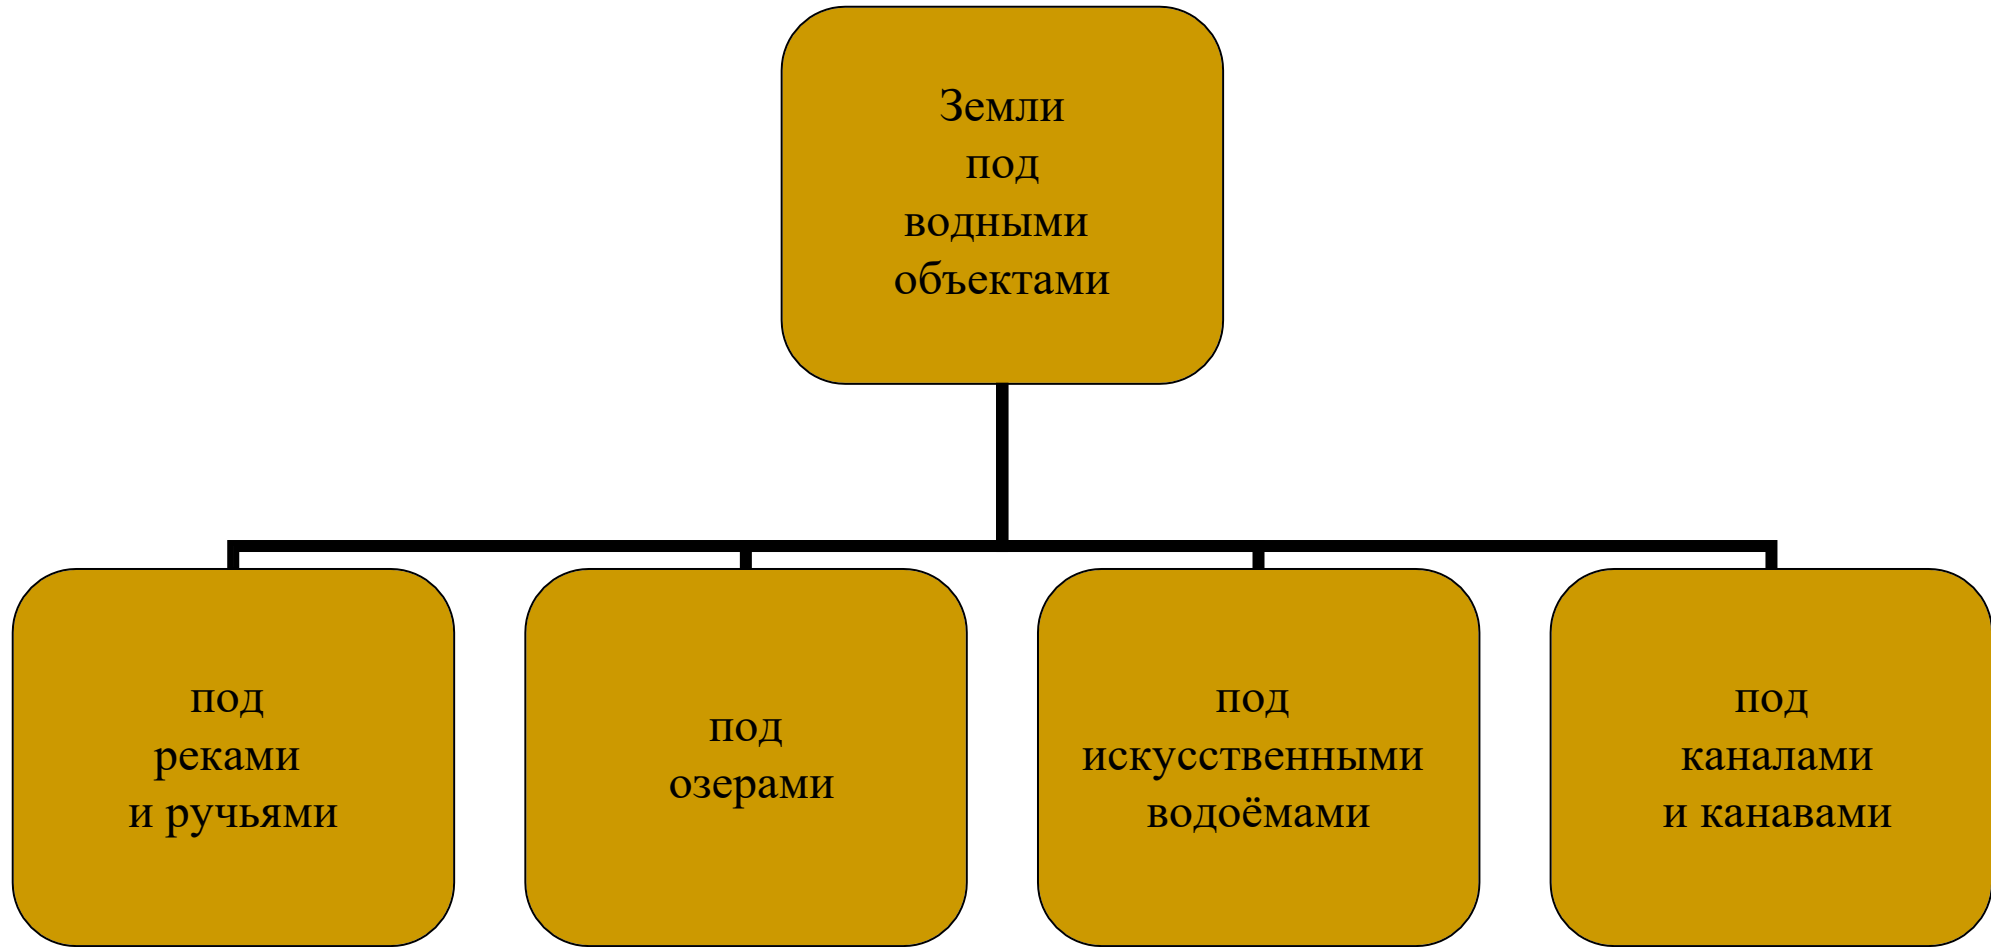 Земли
под
водными
объектами
под
реками
и ручьями
под
озерами
под
искусственными
водоёмами
под
каналами
и канавами